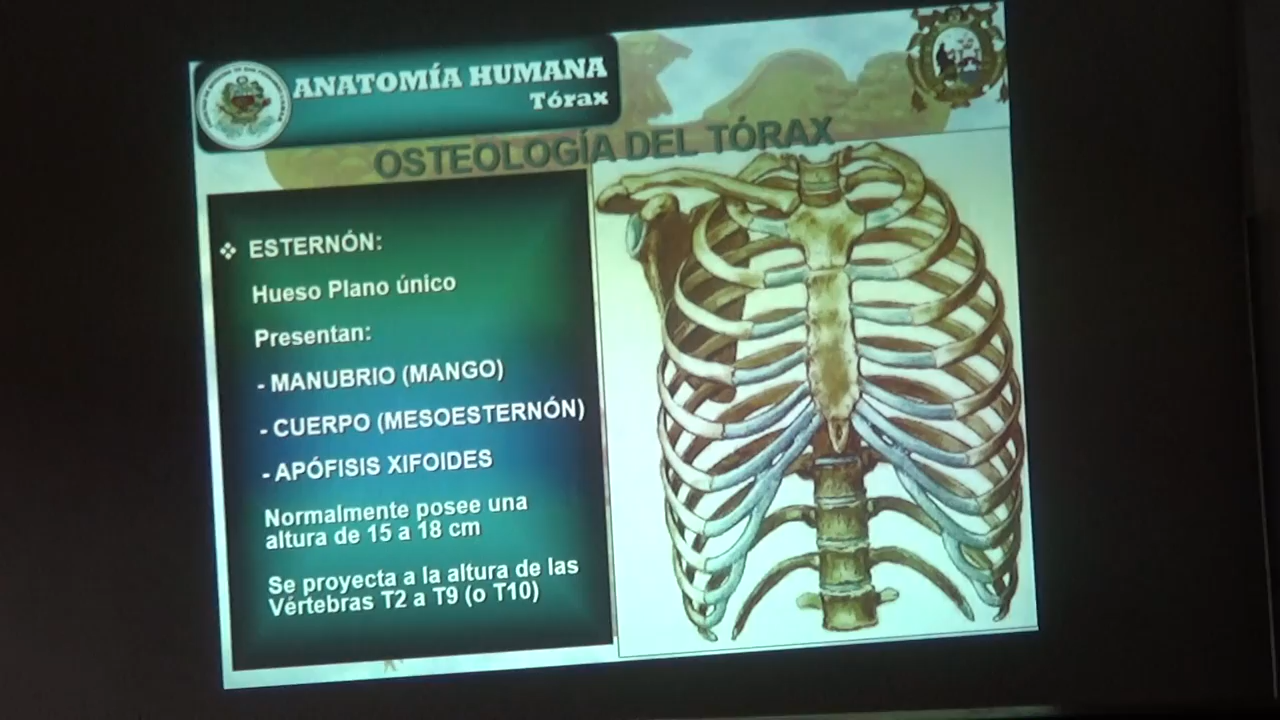 ANATOMÍA HUMANA
Tórax
OSTEOLOGÍA DEL TÓRAX
❖ ESTERNÓN:
Hueso Plano único
Presentan:
- MANUBRIO (MANGO)
- CUERPO (MESOESTERNÓN)
- APÓFISIS XIFOIDES
Normalmente posee una
altura de 15 a 18 cm
Se proyecta a la altura de las
Vértebras T2 a T9 (o T10)